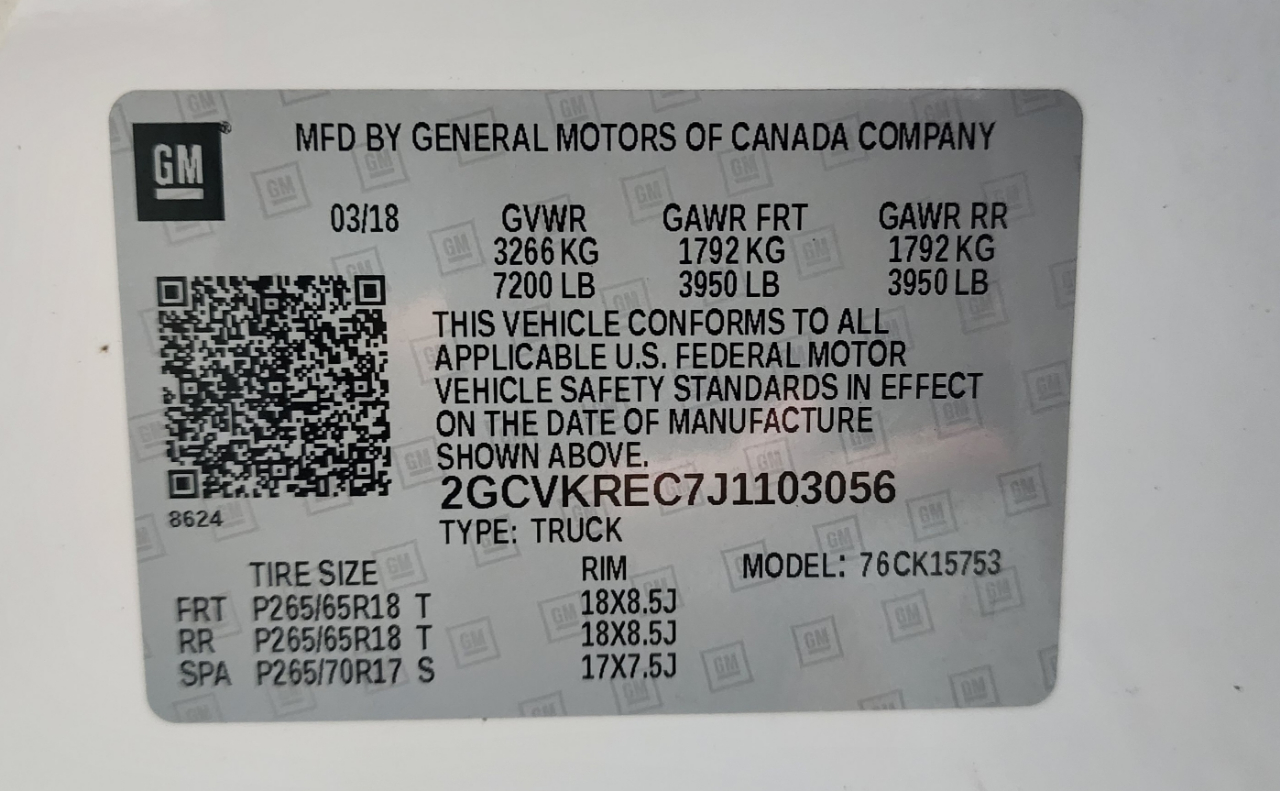 GM
MFD BY GENERAL MOTORS OF CANADA COMPANY
03/18 GVWR GAWR FRT GAWR RR
3266 KG 1792 KG 1792 KG
7200 LB 3950 LB 3950 LB
THIS VEHICLE CONFORMS TO ALL
APPLICABLE U.S. FEDERAL MOTOR
VEHICLE SAFETY STANDARDS IN EFFECT
ON THE DATE OF MANUFACTURE
SHOWN ABOVE.
2GCVKREC7J1103056
8624
TYPE: TRUCK
TIRE SIZE RIM MODEL: 76CK15753
FRT P265/65R18 T 18X8.5J
RR P265/65R18 T 18X8.5J
SPA P265/70R17 S 17X7.5J